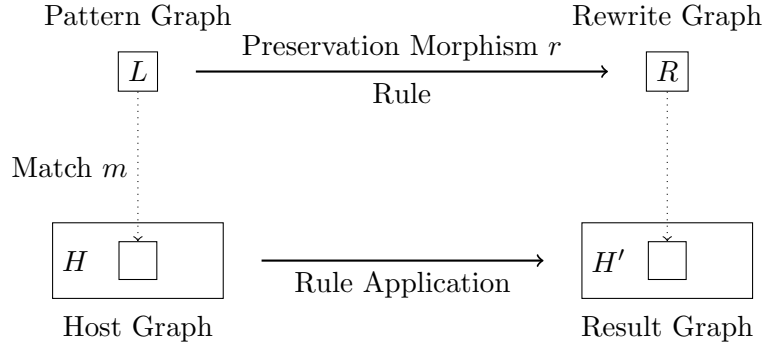 Pattern Graph
Rewrite Graph
Preservation Morphism r
L
R
Rule
Match m
H
H′
Rule Application
Host Graph
Result Graph